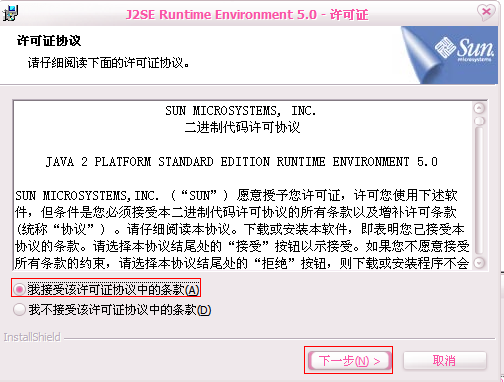 J2SE Runtime Environment 5.0 - 许可证
许可证协议
请仔细阅读下面的许可证协议。
Sun
microsystems
SUN MICROSYSTEMS, INC.
二进制代码许可协议
JAVA 2 PLATFORM STANDARD EDITION RUNTIME ENVIRONMENT 5.0
SUN MICROSYSTEMS,INC. (“SUN”) 愿意授予您许可证，许可您使用下述软
件，但条件是您必须接受本二进制代码许可协议的所有条款以及增补许可条款
(统称“协议”) 。请仔细阅读本协议。下载或安装本软件，即表明您已接受本
协议的条款。请选择本协议结尾处的“接受”按钮以示接受。如果您不愿意接受
所有条款的约束，请选择本协议结尾处的“拒绝”按钮，则下载或安装程序不会
我接受该许可证协议中的条款(A)
我不接受该许可证协议中的条款(D)
InstallShield
下一步(N) >
取消